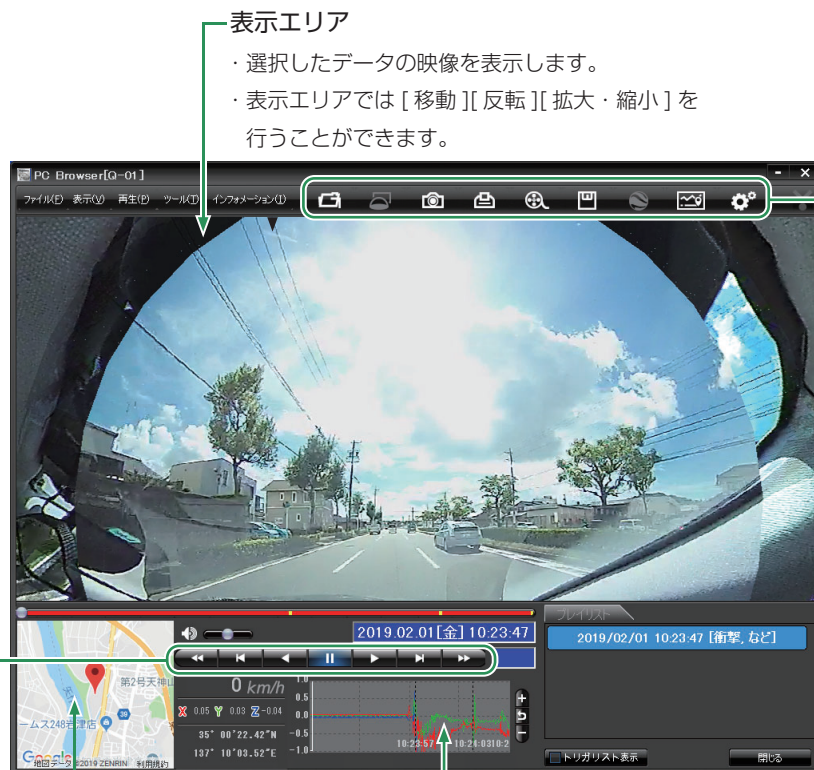 表示エリア
・選択したデータの映像を表示します。
・表示エリアでは [ 移動 ][ 反転 ][ 拡大・縮小 ] を
行うことができます。
PC Browser[Q-01]
ファイル(F) 表示(V) 再生(P) ツール(T) インフォメーション(I)
プレイリスト
2019.02.01[金] 10:23:47
2019/02/01 10:23:47 [衝撃, など]
第2号天神山
0 km/h
X 0.05 Y 0.03 Z -0.04
35° 00'22.42"N
137° 10'03.52"E
1.0
0.5
0.0
-0.5
-1.0
10:23:57
10:24:03
10:2
ームス248岩津店
39
Google
地図データ ©2019 ZENRIN 利用規約
トリガリスト表示
閉じる